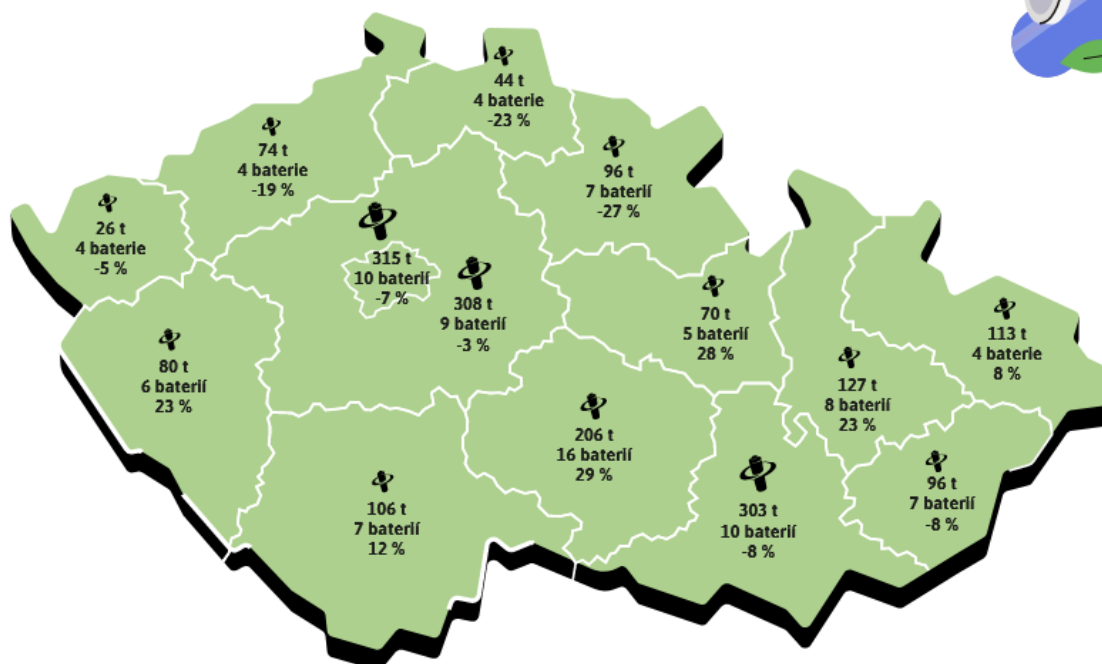 44 t
4 baterie
-23 %
74 t
4 baterie
-19 %
96 t
7 baterií
-27 %
26 t
4 baterie
-5 %
315 t
10 baterií
-7 %
308 t
9 baterií
-3 %
70 t
5 baterií
28 %
113 t
4 baterie
8 %
80 t
6 baterií
23 %
127 t
8 baterií
23 %
206 t
16 baterií
29 %
96 t
7 baterií
-8 %
106 t
7 baterií
12 %
303 t
10 baterií
-8 %